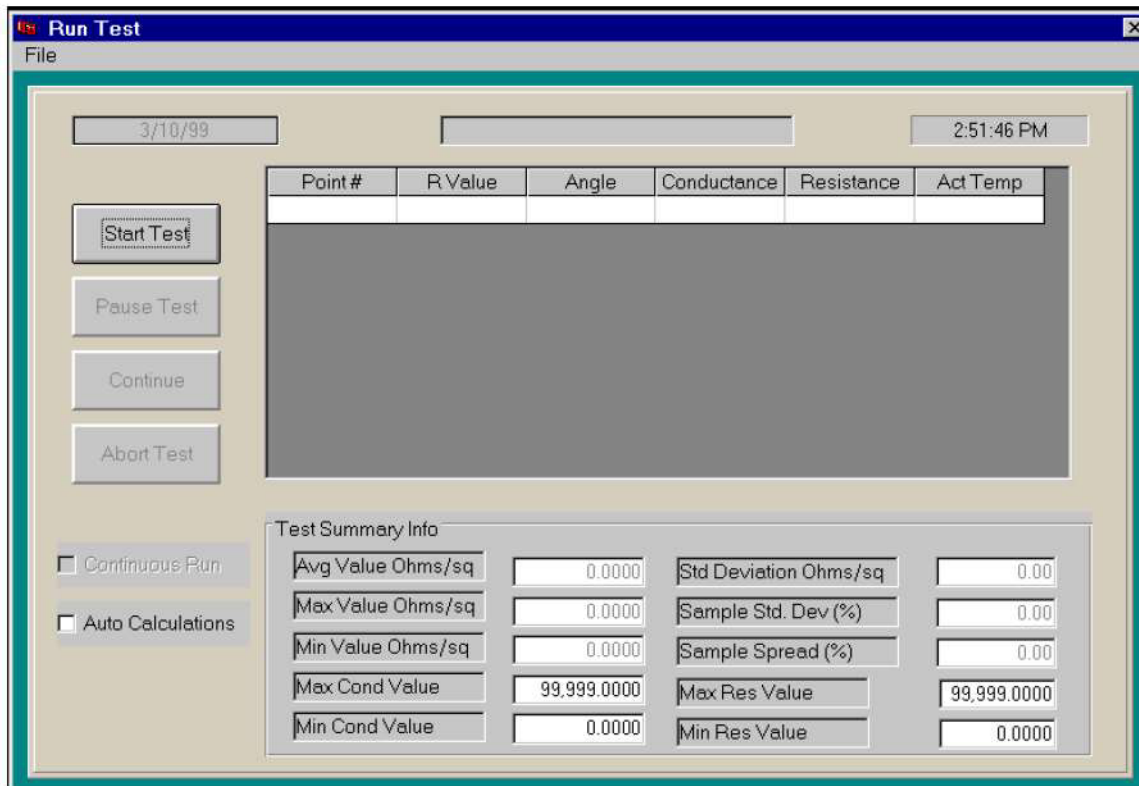 Run Test
File
3/10/99
2:51:46 PM
Point # R Value Angle Conductance Resistance Act Temp
Start Test
Pause Test
Continue
Abort Test
Continuous Run
Auto Calculations
Test Summary Info
Avg Value Ohms/sq 0.0000 Std Deviation Ohms/sq 0.00
Max Value Ohms/sq 0.0000 Sample Std. Dev (%) 0.00
Min Value Ohms/sq 0.0000 Sample Spread (%) 0.00
Max Cond Value 99,999.0000 Max Res Value 99,999.0000
Min Cond Value 0.0000 Min Res Value 0.0000